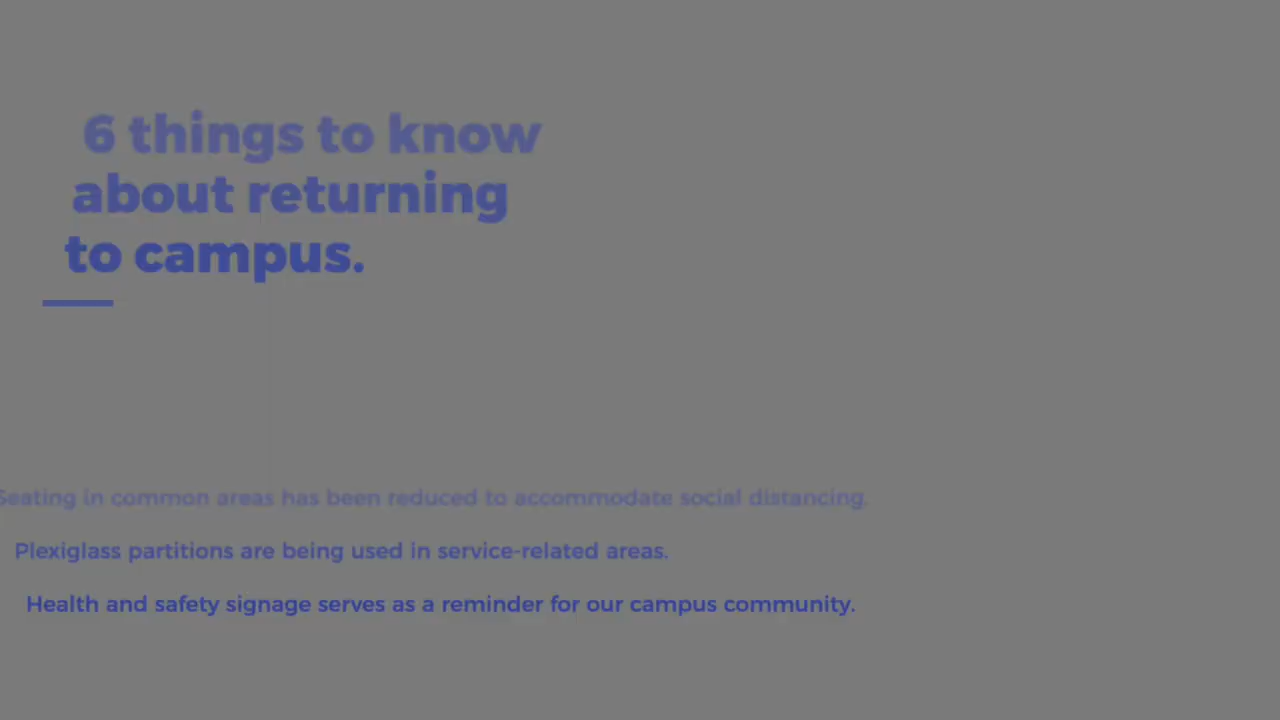 6 things to know
about returning
to campus.
Seating in common areas has been reduced to accommodate social distancing.
Plexiglass partitions are being used in service-related areas.
Health and safety signage serves as a reminder for our campus community.